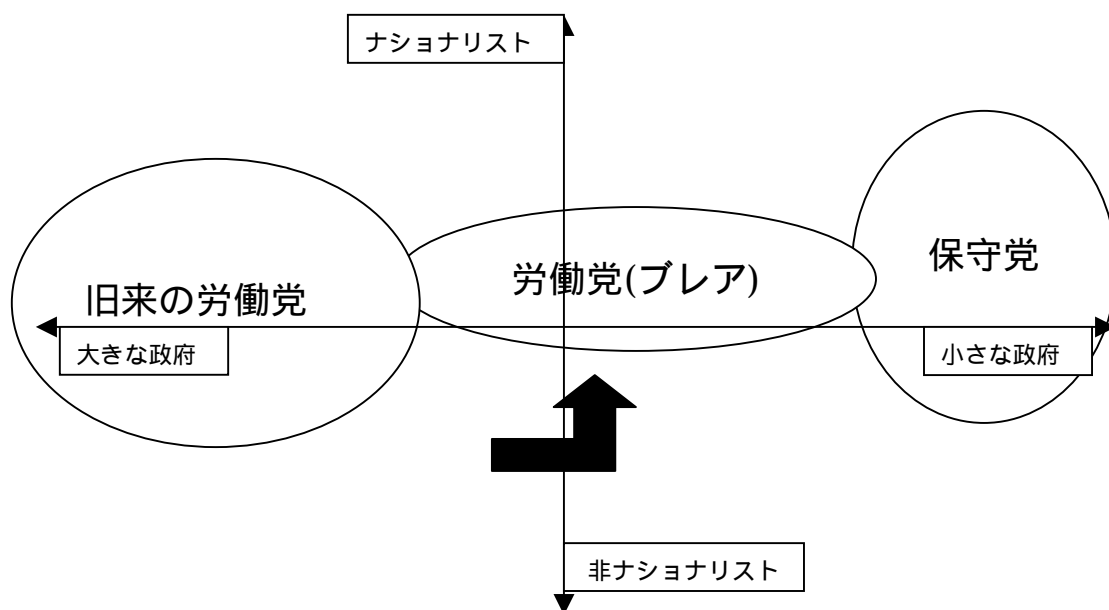 ナショナリスト
保守党
労働党(ブレア)
旧来の労働党
大きな政府
小さな政府
非ナショナリスト